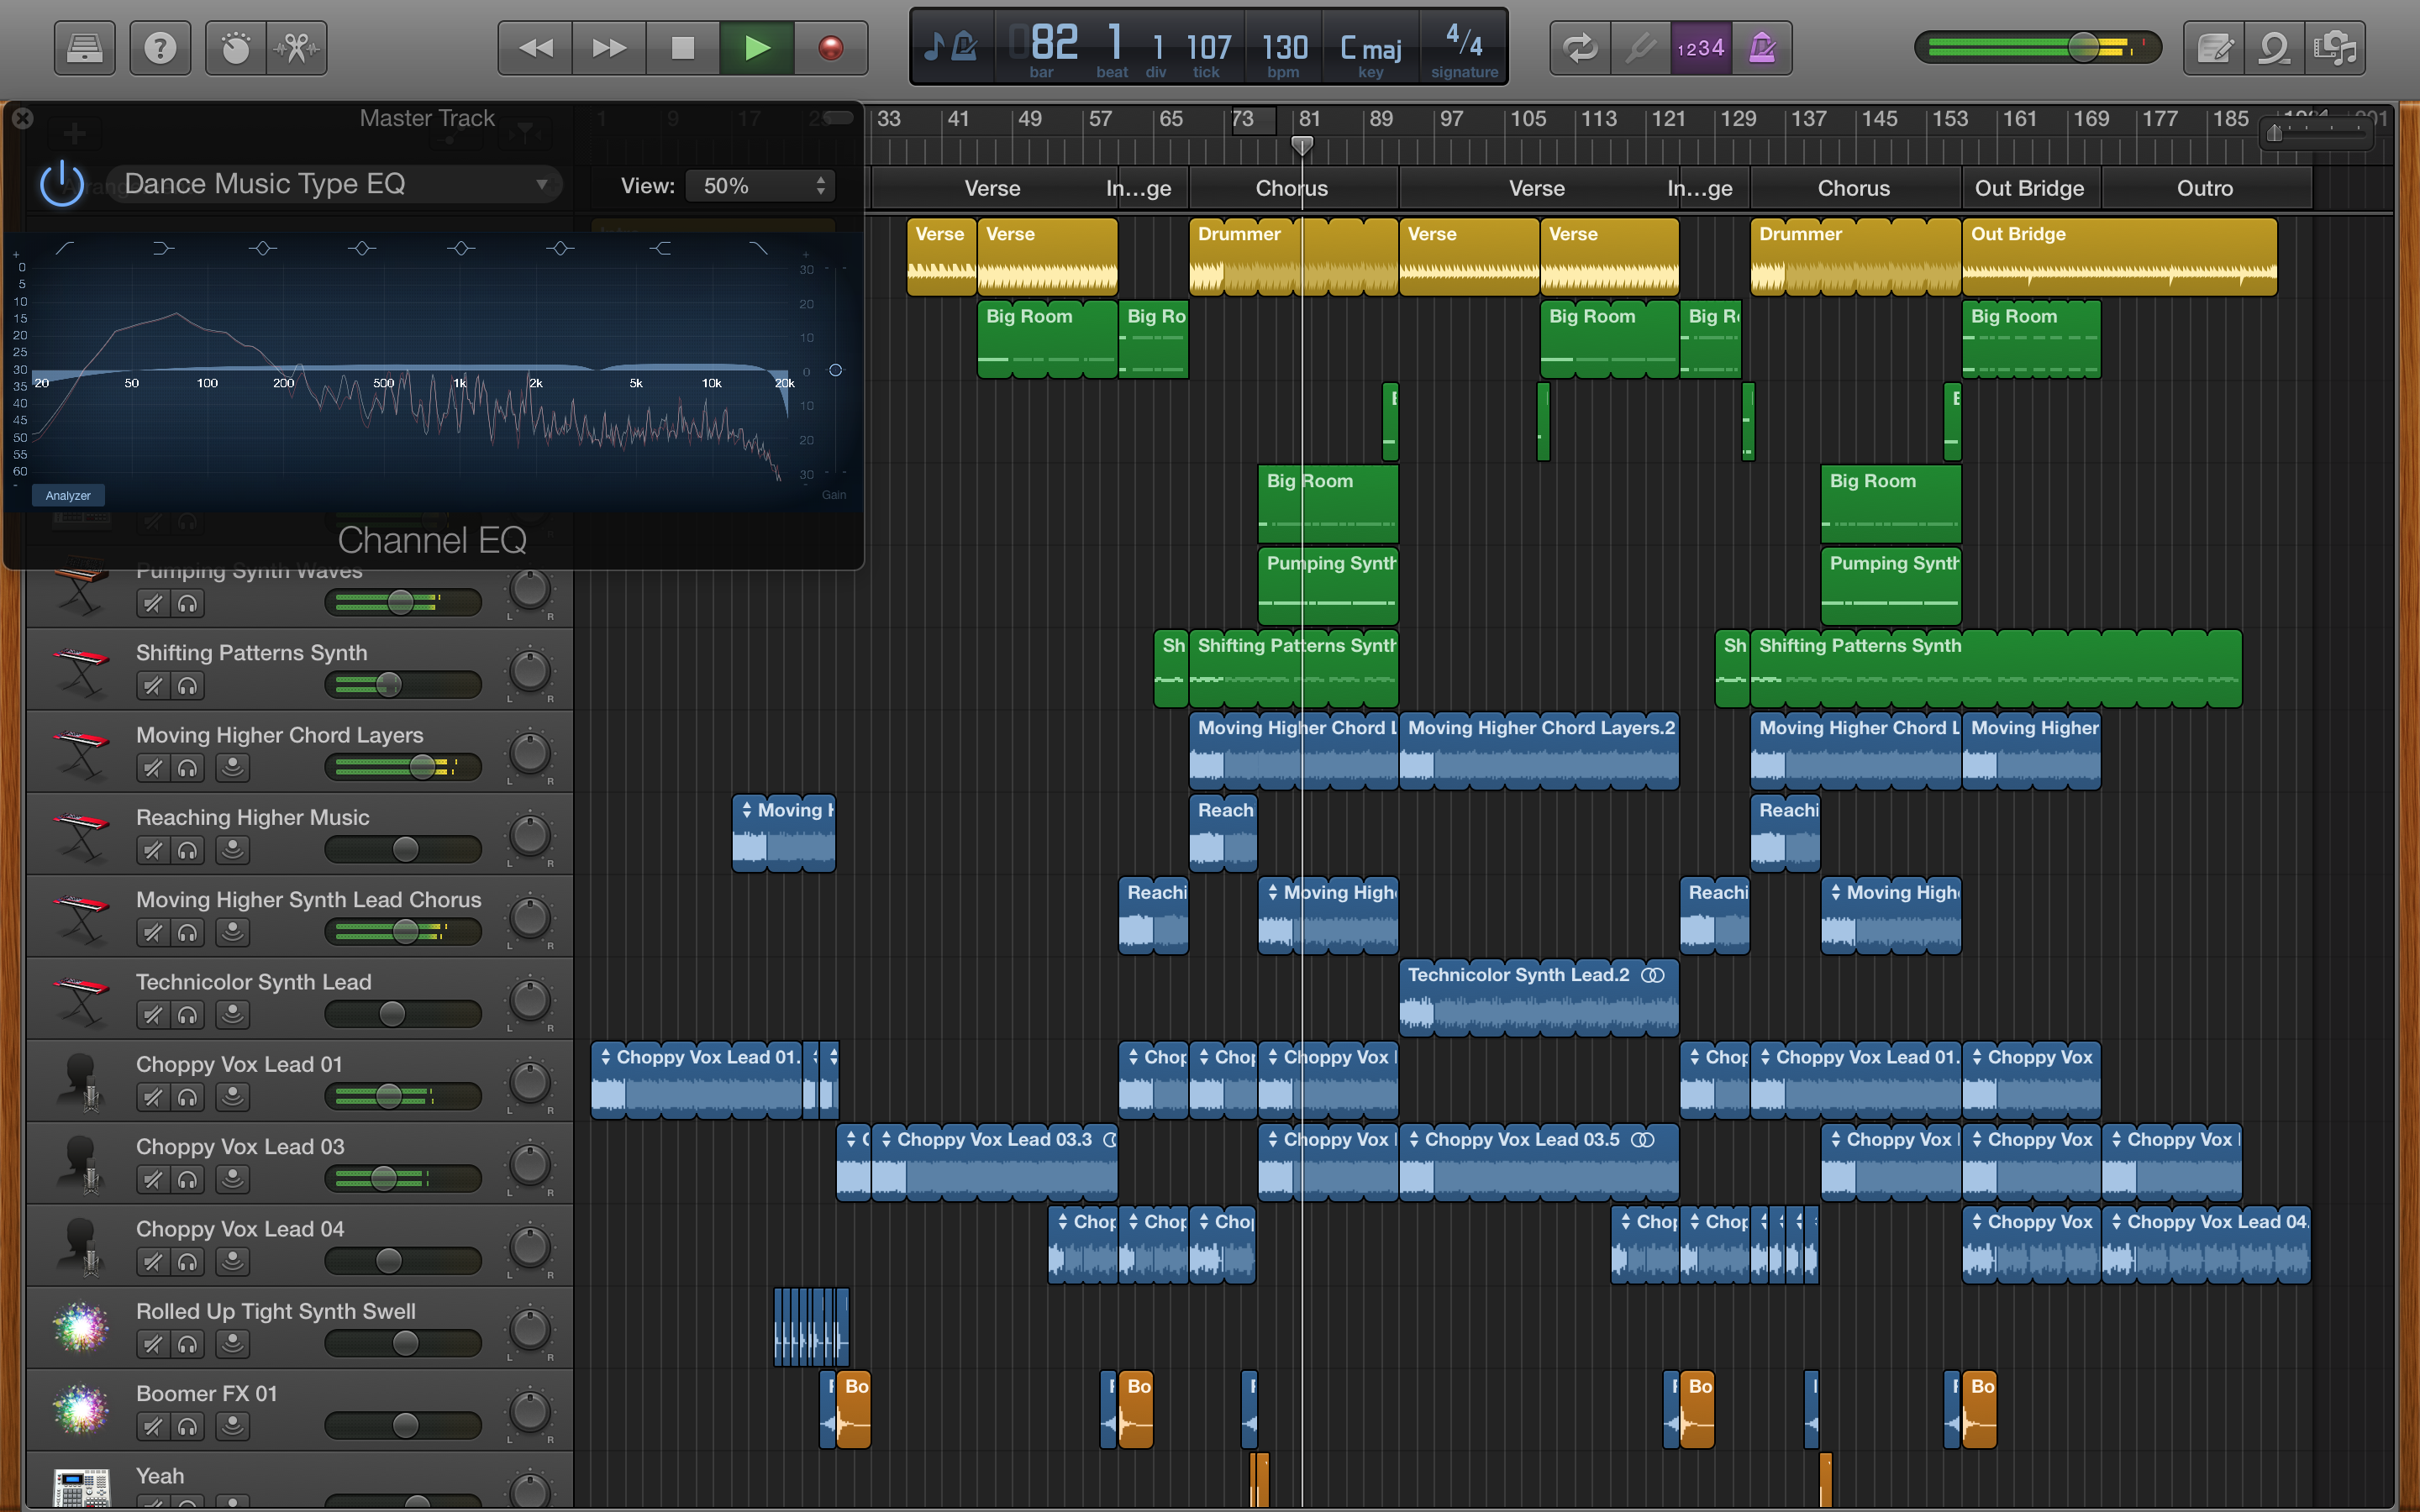 082 1 1 107 130 C maj 4/4
bar beat div tick bpm key signature
1234
Master Track
1 9 17 25 33 41 49 57 65 73 81 89 97 105 113 121 129 137 145 153 161 169 177 185
Dance Music Type EQ
View: 50%
Verse In…ge Chorus Verse In…ge Chorus Out Bridge Outro
Verse Verse Drummer Verse Verse Drummer Out Bridge
+
0
5
10
15
20
25
30
35
40
45
50
55
60
-
20 50 100 200 500 1k 2k 5k 10k 20k
+
30
20
10
0
10
20
30
-
Analyzer
Gain
Channel EQ
Big Room Big Ro Big Room Big R Big Room
Big Room Big Room
Pumping Synth Waves
L R
Pumping Synth Pumping Synth
Shifting Patterns Synth
L R
Sh Shifting Patterns Synth Sh Shifting Patterns Synth
Moving Higher Chord Layers
L R
Moving Higher Chord L Moving Higher Chord Layers.2 Moving Higher Chord L Moving Higher
Reaching Higher Music
L R
Moving H Reach Reachi
Moving Higher Synth Lead Chorus
L R
Reachi Moving High Reachi Moving High
Technicolor Synth Lead
L R
Technicolor Synth Lead.2
Choppy Vox Lead 01
L R
Choppy Vox Lead 01. Chop Chop Choppy Vox Chop Choppy Vox Lead 01. Choppy Vox
Choppy Vox Lead 03
L R
Choppy Vox Lead 03.3 Choppy Vox Choppy Vox Lead 03.5 Choppy Vox Choppy Vox Choppy Vox
Choppy Vox Lead 04
L R
Chop Chop Chop Chop Chop Choppy Vox Choppy Vox Lead 04.
Rolled Up Tight Synth Swell
L R
Boomer FX 01
L R
Bo Bo Bo Bo
Yeah